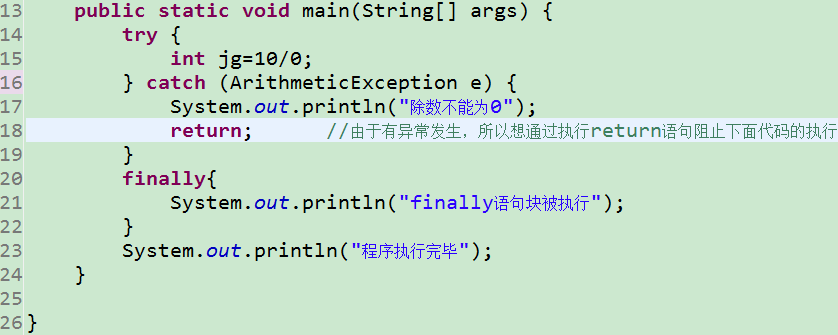 13 public static void main(String[] args) {
14 try {
15 int jg=10/0;
16 } catch (ArithmeticException e) {
17 System.out.println("除数不能为0");
18 return; //由于有异常发生，所以想通过执行return语句阻止下面代码的执行
19 }
20 finally{
21 System.out.println("finally语句块被执行");
22 }
23 System.out.println("程序执行完毕");
24 }
25
26 }